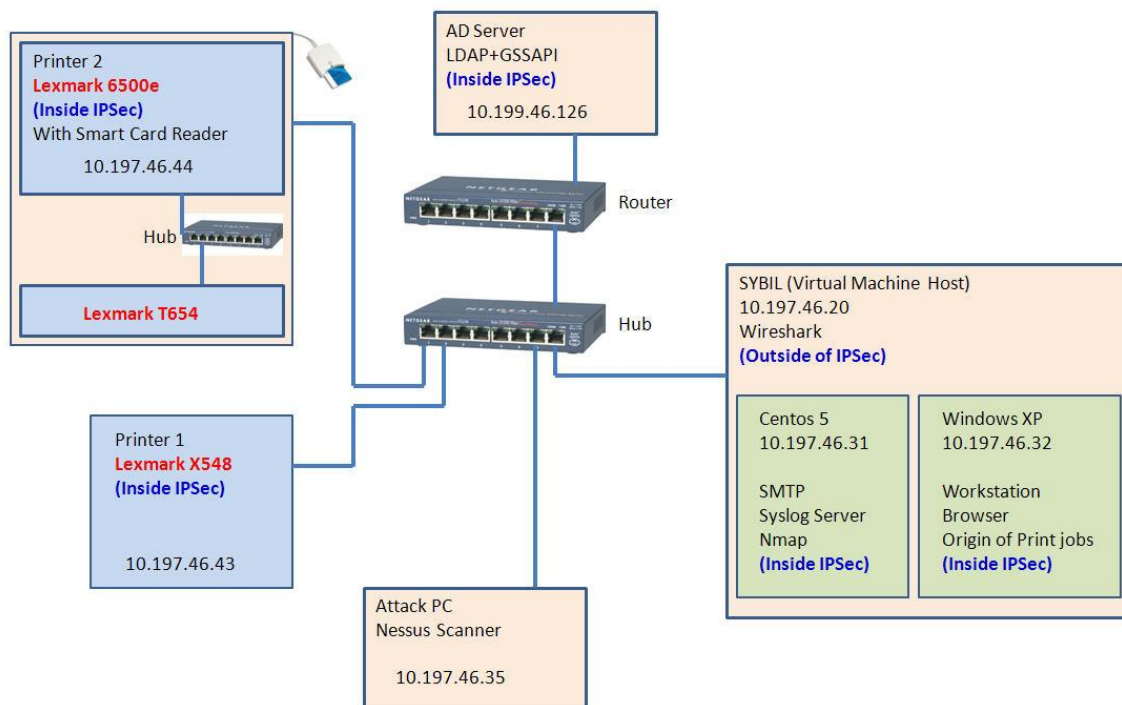 Printer 2
Lexmark 6500e
(Inside IPSec)
With Smart Card Reader
10.197.46.44
Hub
Lexmark T654
AD Server
LDAP+GSSAPI
(Inside IPSec)
10.199.46.126
NETGEAR
Router
NETGEAR
Hub
SYBIL (Virtual Machine Host)
10.197.46.20
Wireshark
(Outside of IPSec)
Centos 5
10.197.46.31
SMTP
Syslog Server
Nmap
(Inside IPSec)
Windows XP
10.197.46.32
Workstation
Browser
Origin of Print jobs
(Inside IPSec)
Printer 1
Lexmark X548
(Inside IPSec)
10.197.46.43
Attack PC
Nessus Scanner
10.197.46.35